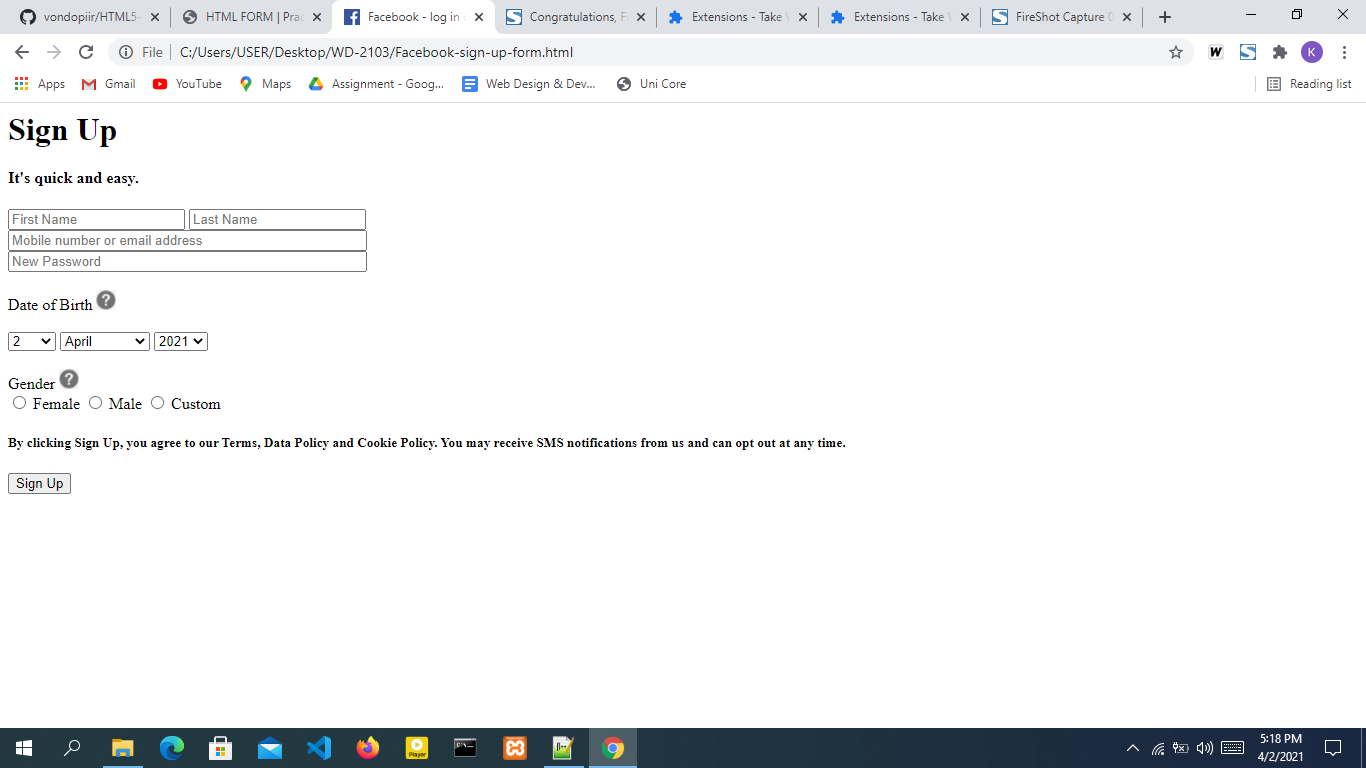 vondopiir/HTML5- HTML FORM | Prac Facebook - log in o Congratulations, F Extensions - Take Extensions - Take FireShot Capture
File C:/Users/USER/Desktop/WD-2103/Facebook-sign-up-form.html W S K
Apps Gmail YouTube Maps Assignment - Goog... Web Design & Dev... Uni Core Reading list
Sign Up
It's quick and easy.
First Name Last Name
Mobile number or email address
New Password
Date of Birth ?
2 April 2021
Gender ?
Female Male Custom
By clicking Sign Up, you agree to our Terms, Data Policy and Cookie Policy. You may receive SMS notifications from us and can opt out at any time.
Sign Up
Player
5:18 PM
4/2/2021